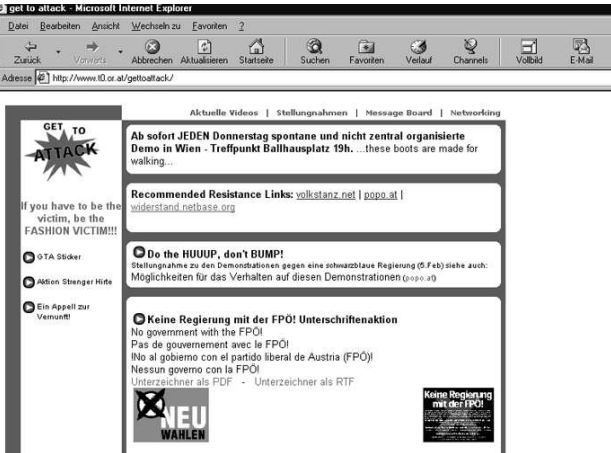 get to attack - Microsoft Internet Explorer
Datei Bearbeiten Ansicht Wechseln zu Favoriten ?
Zurück Vorwärts Abbrechen Aktualisieren Startseite Suchen Favoriten Verlauf Channels Vollbild E-Mail
Adresse http://www.t0.or.at/gettoattack/
Aktuelle Videos | Stellungnahmen | Message Board | Networking
GET TO
ATTACK
If you have to be the
victim, be the
FASHION VICTIM!!!
GTA Sticker
Aktion Strenger Hirte
Ein Appell zur
Vernunft!
Ab sofort JEDEN Donnerstag spontane und nicht zentral organisierte
Demo in Wien - Treffpunkt Ballhausplatz 19h. ...these boots are made for
walking...
Recommended Resistance Links: volkstanz.net | popo.at |
widerstand.netbase.org
Do the HUUUP, don't BUMP!
Stellungnahme zu den Demonstrationen gegen eine schwarzblaue Regierung (5.Feb) siehe auch:
Möglichkeiten für das Verhalten auf diesen Demonstrationen (popo.at)
Keine Regierung mit der FPÖ! Unterschriftenaktion
No government with the FPÖ!
Pas de gouvernement avec le FPÖ!
!No al gobierno con el partido liberal de Austria (FPÖ)!
Nessun governo con la FPÖ!
Unterzeichner als PDF - Unterzeichner als RTF
NEU
WAHLEN
Keine Regierung
mit der FPÖ!